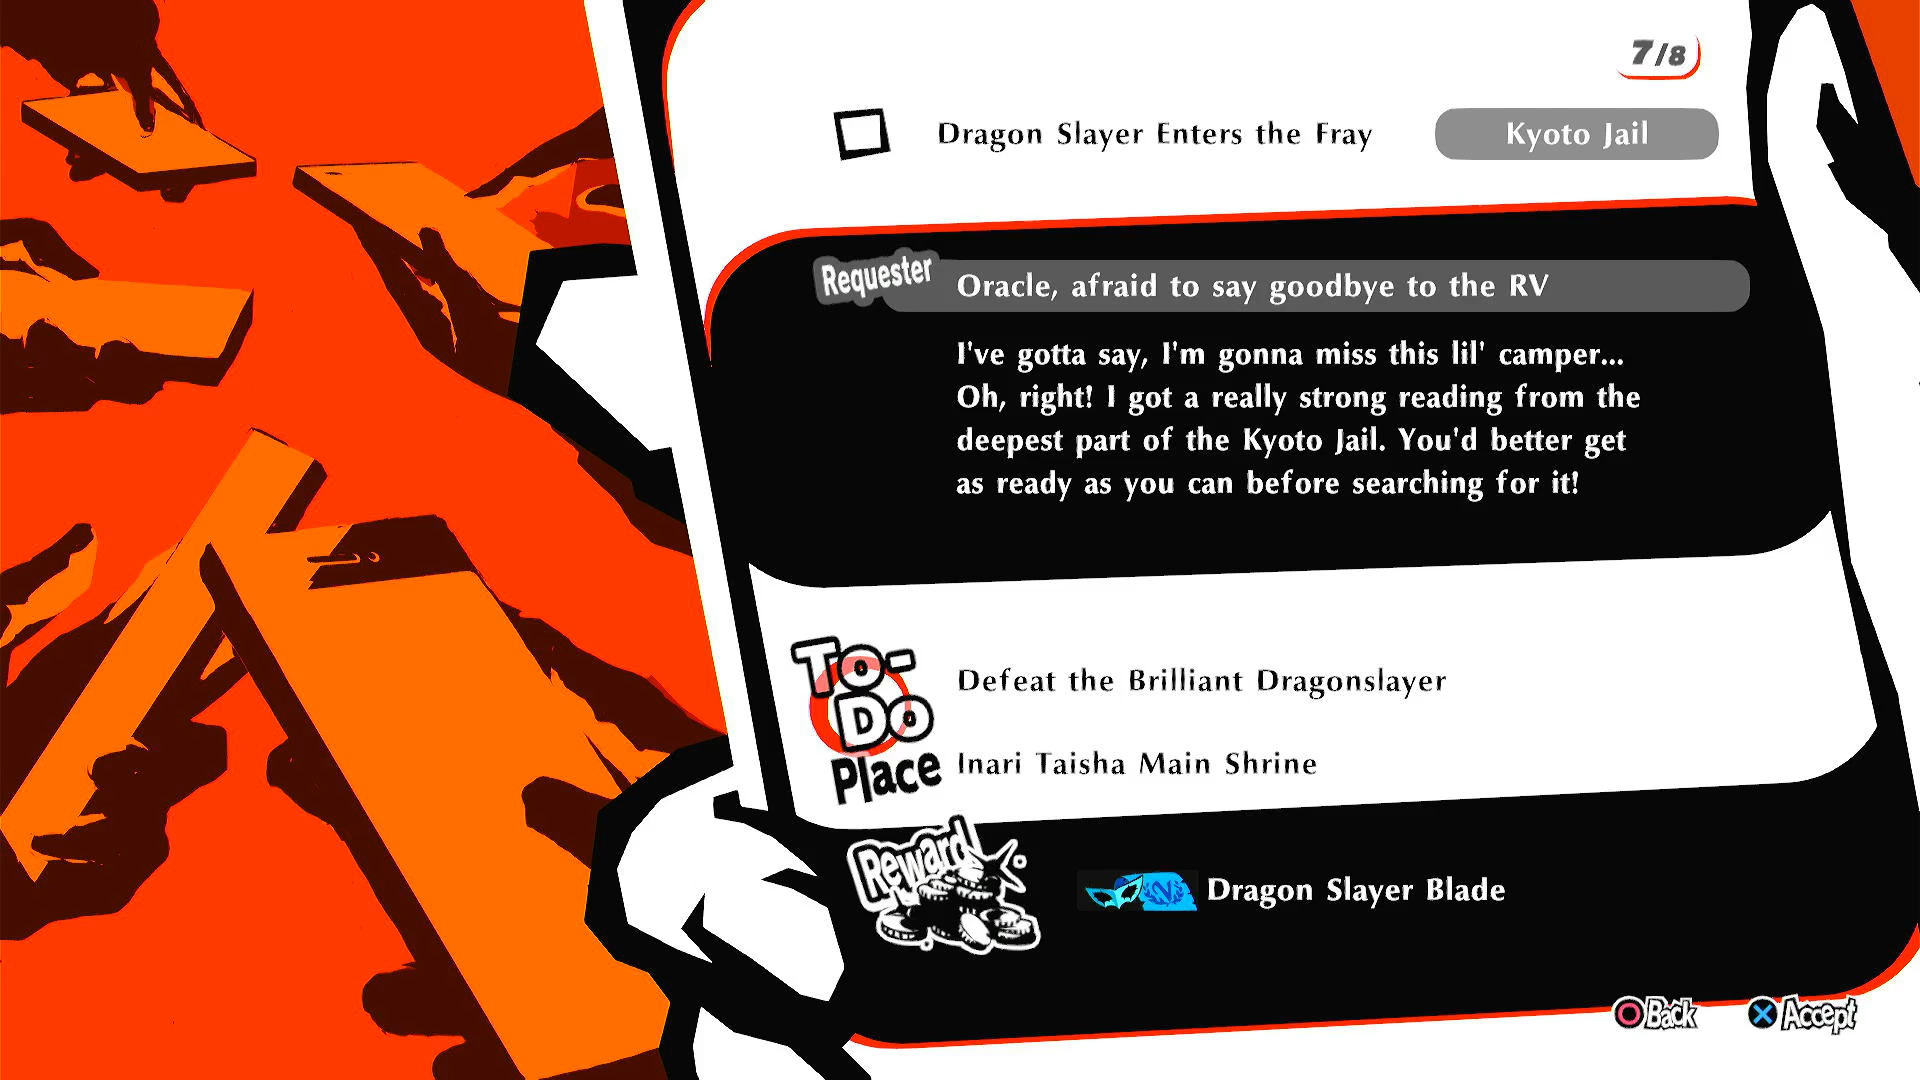 7/8
Dragon Slayer Enters the Fray
Kyoto Jail
Requester
Oracle, afraid to say goodbye to the RV
I've gotta say, I'm gonna miss this lil' camper...
Oh, right! I got a really strong reading from the
deepest part of the Kyoto Jail. You'd better get
as ready as you can before searching for it!
To-
Do
Defeat the Brilliant Dragonslayer
Place
Inari Taisha Main Shrine
Reward
Dragon Slayer Blade
Back
Accept